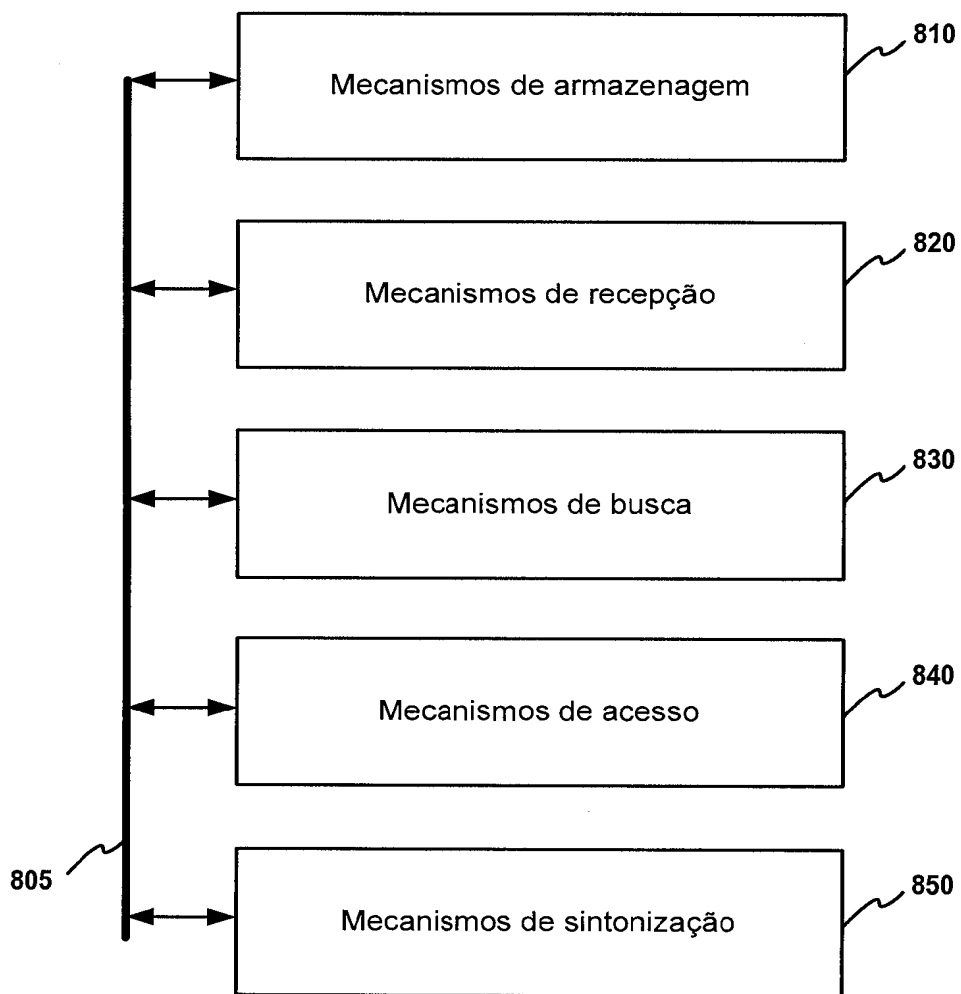 810
Mecanismos de armazenagem
820
Mecanismos de recepção
830
Mecanismos de busca
840
Mecanismos de acesso
805
850
Mecanismos de sintonização